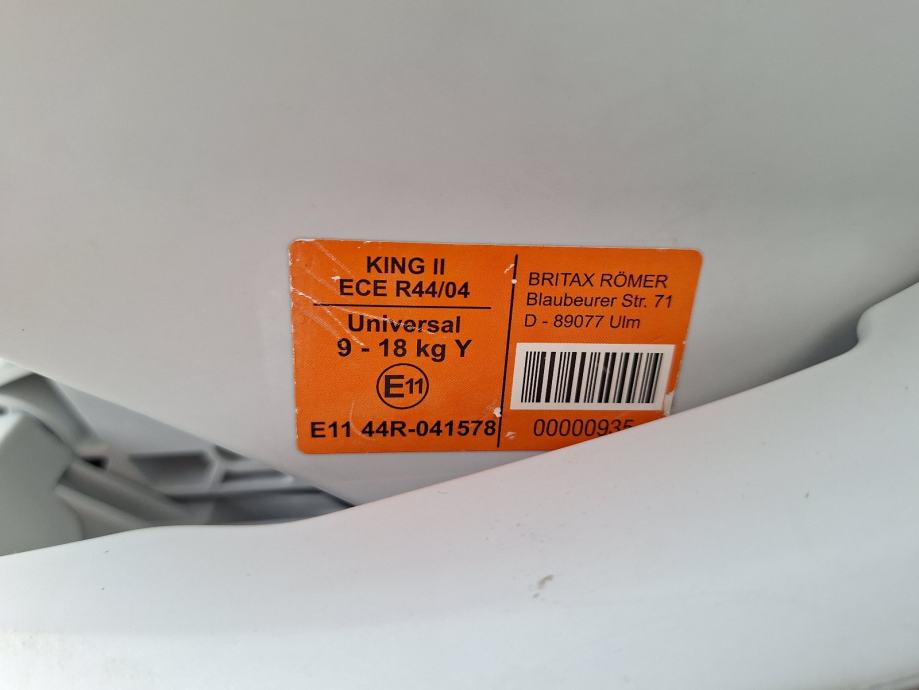 KING II
ECE R44/04
Universal
9 - 18 kg Y
E11
E11 44R-041578
BRITAX RÖMER
Blaubeurer Str. 71
D - 89077 Ulm
00000935